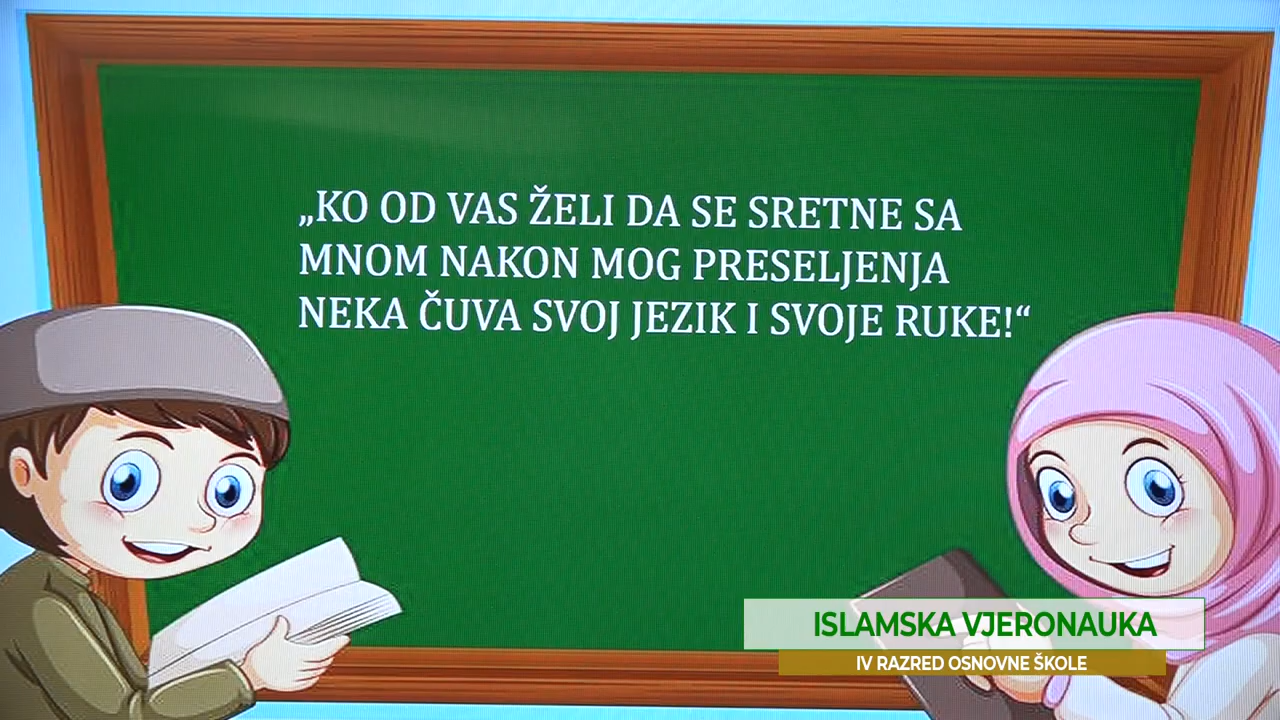 „KO OD VAS ŽELI DA SE SRETNE SA
MNOM NAKON MOG PRESELJENJA
NEKA ČUVA SVOJ JEZIK I SVOJE RUKE!“
ISLAMSKA VJERONAUKA
IV RAZRED OSNOVNE ŠKOLE